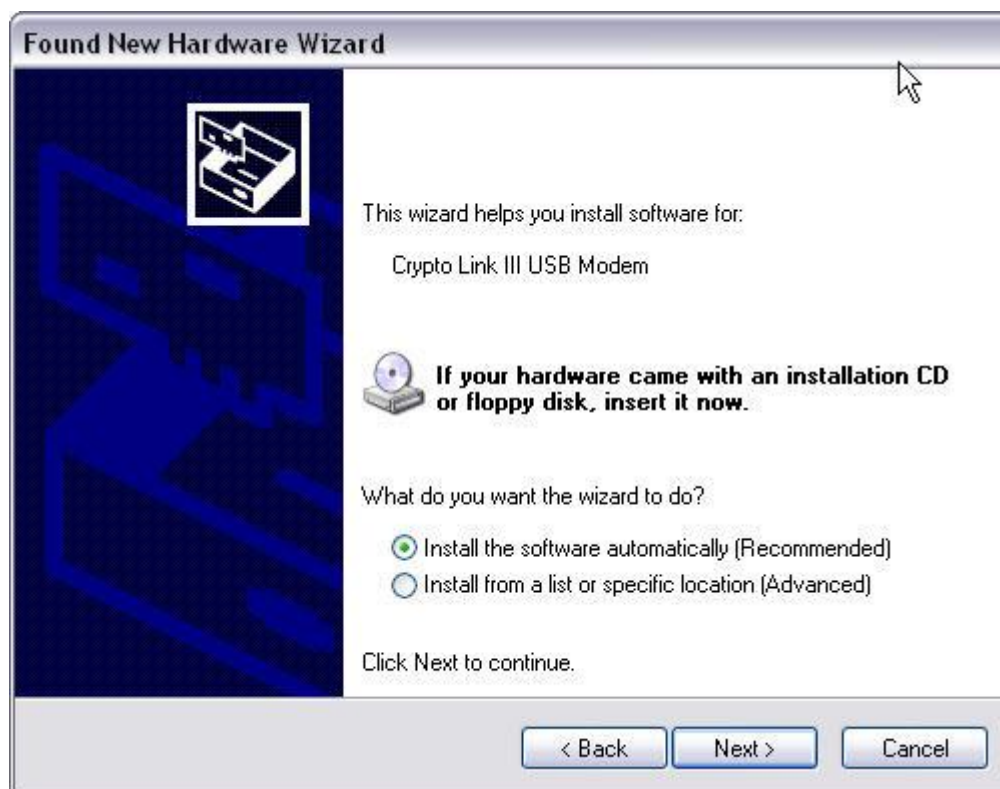 Found New Hardware Wizard
This wizard helps you install software for:
Crypto Link III USB Modem
If your hardware came with an installation CD
or floppy disk, insert it now.
What do you want the wizard to do?
Install the software automatically (Recommended)
Install from a list or specific location (Advanced)
Click Next to continue.
< Back Next > Cancel